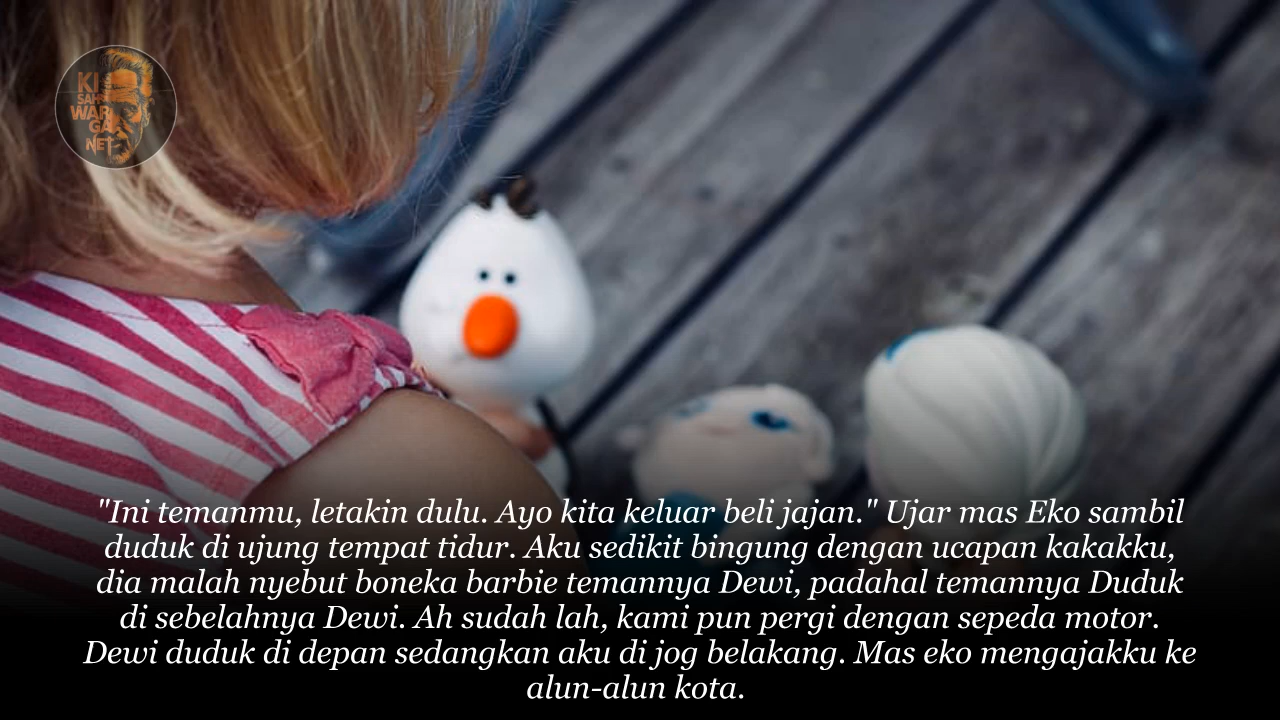 KI
SAH
WAR
GA
NET
"Ini temanmu, letakin dulu. Ayo kita keluar beli jajan." Ujar mas Eko sambil
duduk di ujung tempat tidur. Aku sedikit bingung dengan ucapan kakakku,
dia malah nyebut boneka barbie temannya Dewi, padahal temannya Duduk
di sebelahnya Dewi. Ah sudah lah, kami pun pergi dengan sepeda motor.
Dewi duduk di depan sedangkan aku di jog belakang. Mas eko mengajakku ke
alun-alun kota.